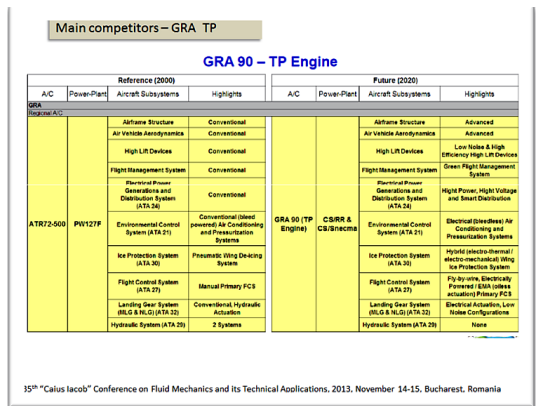 Main competitors – GRA TP
GRA 90 – TP Engine
Reference (2000) Future (2020)
A/C Power-Plant Aircraft Subsystems Highlights A/C Power-Plant Aircraft Subsystems Highlights
GRA
Regional A/C
Airframe Structure Conventional Airframe Structure Advanced
Air Vehicle Aerodynamics Conventional Air Vehicle Aerodynamics Advanced
High Lift Devices Conventional High Lift Devices Low Noise & High
Efficiency High Lift Devices
Flight Management System Conventional Flight Management System Green Flight Management
System
Electrical Power
Generations and
Distribution System
(ATA 24)
Conventional
Electrical Power
Generations and
Distribution System
(ATA 24)
Hight Power, Hight Voltage
and Smart Distribution
ATR72-500 PW127F
Environmental Control
System (ATA 21)
Conventional (bleed
powered) Air Conditioning
and Pressurization
Systems
GRA 90 (TP
Engine)
CS/RR &
CS/Snecma
Environmental Control
System (ATA 21)
Electrical (bleedless) Air
Conditioning and
Pressurization Systems
Ice Protection System
(ATA 30)
Pneumatic Wing De-icing
System
Ice Protection System
(ATA 30)
Hybrid (electro-thermal /
electro-mechanical) Wing
Ice Protection System
Flight Control System
(ATA 27)
Manual Primary FCS
Flight Control System
(ATA 27)
Fly-by-wire, Electrically
Powered / EMA (oiless
actuation) Primary FCS
Landing Gear System
(MLG & NLG) (ATA 32)
Conventional, Hydraulic
Actuation
Landing Gear System
(MLG & NLG) (ATA 32)
Electrical Actuation, Low
Noise Configurations
Hydraulic System (ATA 29) 2 Systems Hydraulic System (ATA 29) None
35th "Caius Iacob" Conference on Fluid Mechanics and its Technical Applications, 2013, November 14-15, Bucharest, Romania